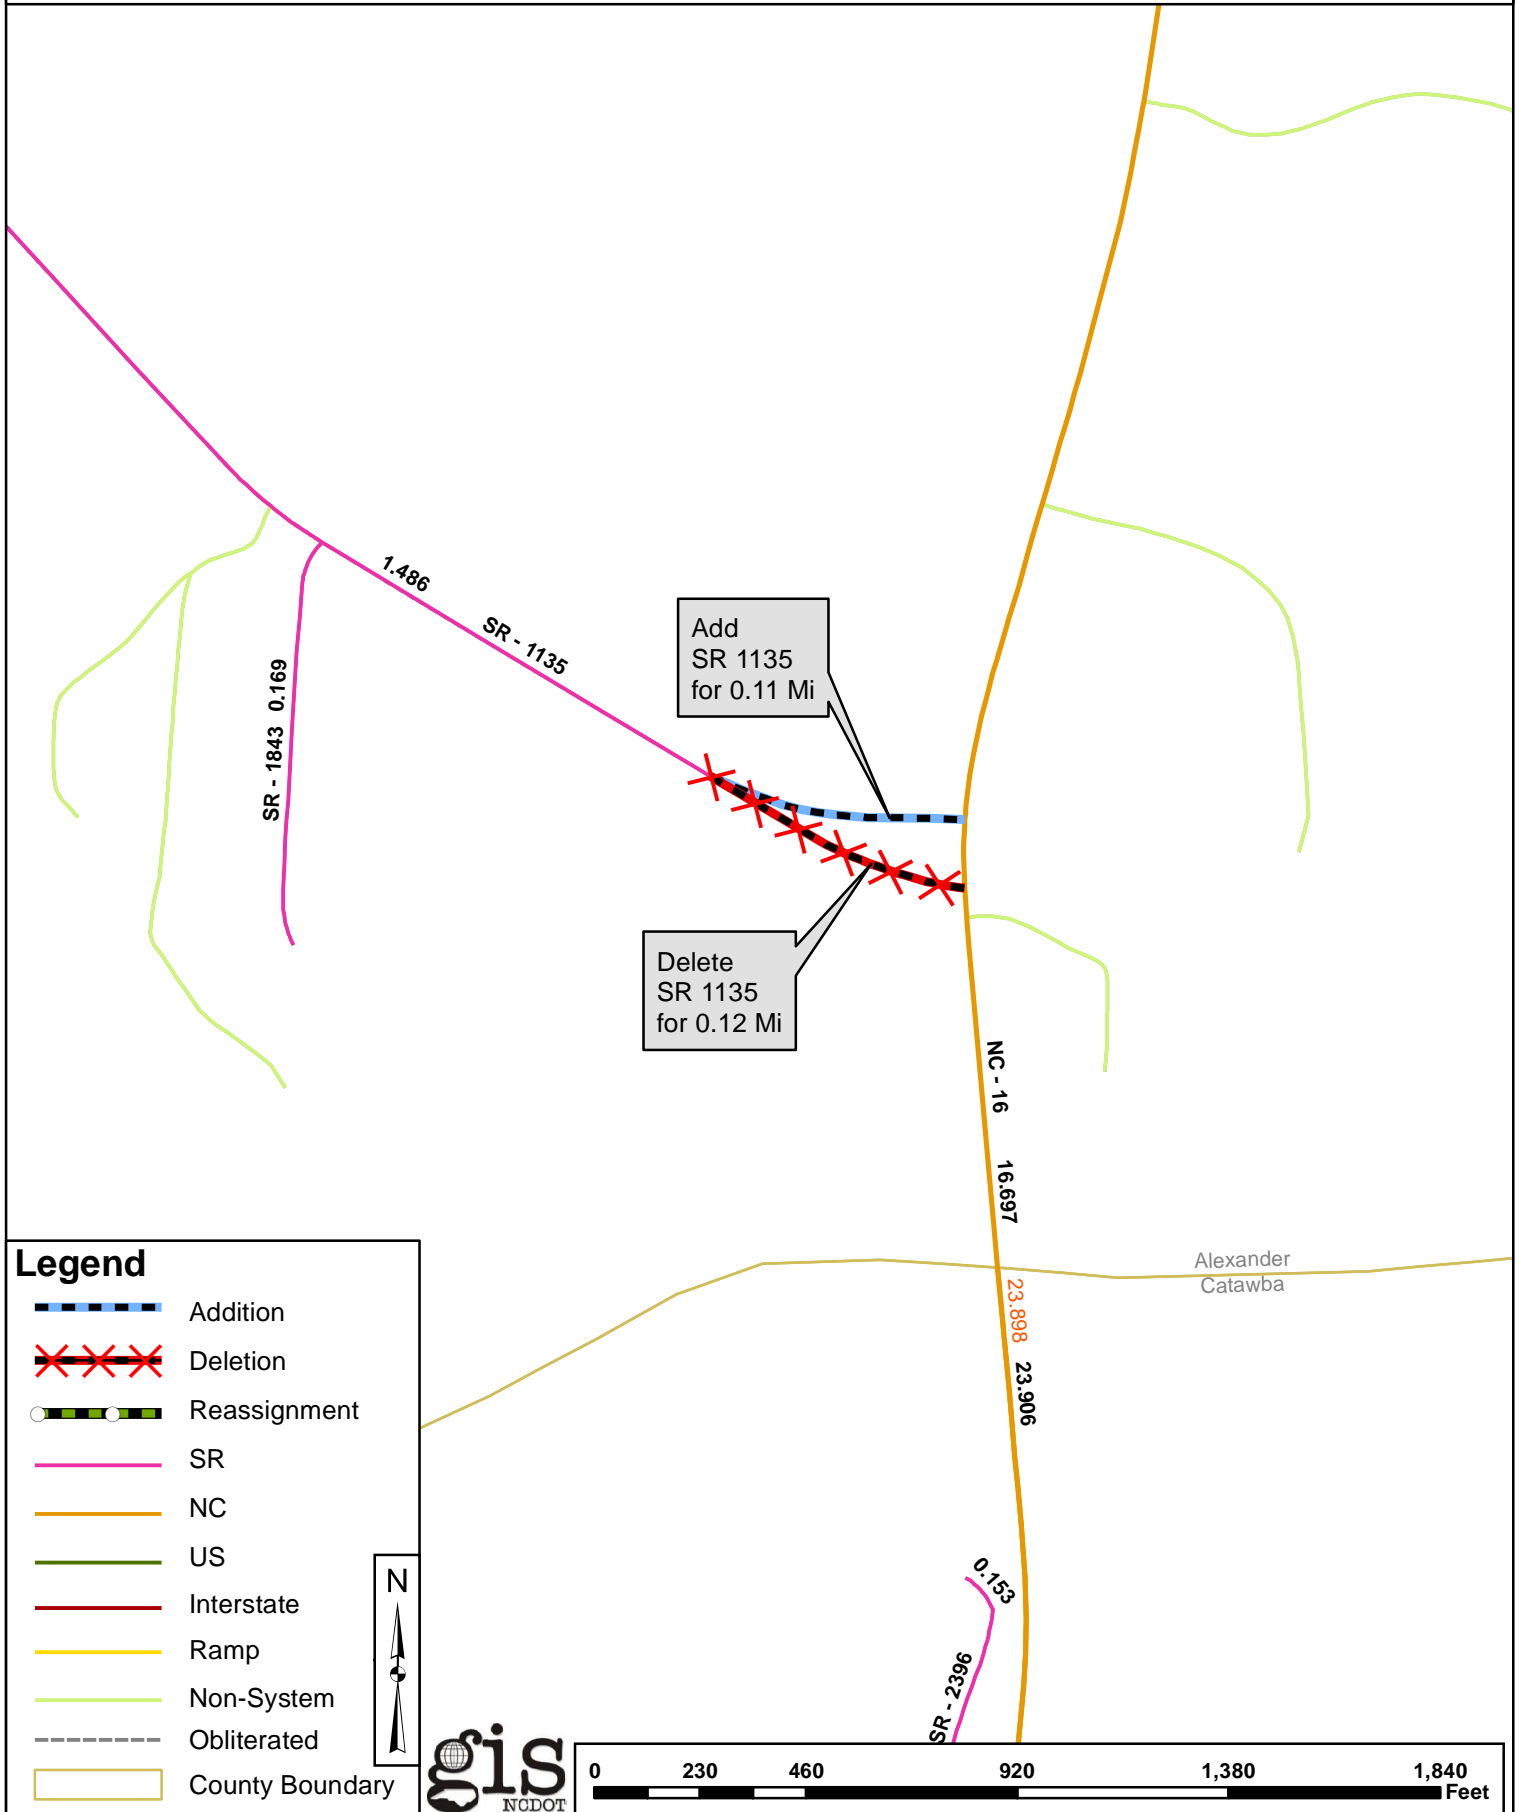 1.486
SR - 1135
SR - 1843 0.169
Add
SR 1135
for 0.11 Mi
Delete
SR 1135
for 0.12 Mi
NC - 16
16.697
Alexander
Catawba
23.898
23.906
0.153
SR - 2396
Legend
Addition
Deletion
Reassignment
SR
NC
US
Interstate
Ramp
Non-System
Obliterated
County Boundary
N
gis
NCDOT
0 230 460 920 1,380 1,840
Feet